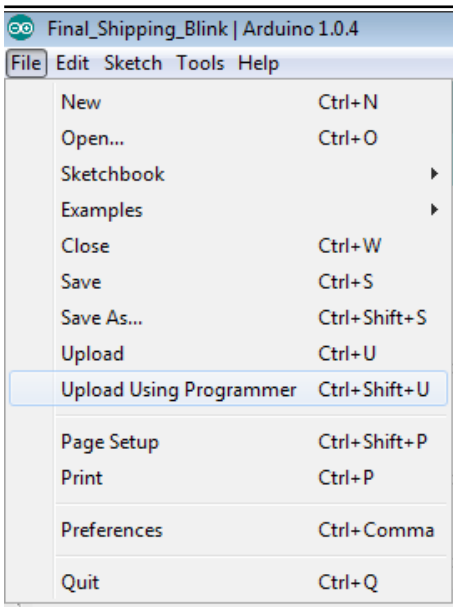 Final_Shipping_Blink | Arduino 1.0.4
File Edit Sketch Tools Help
New Ctrl+N
Open... Ctrl+O
Sketchbook
Examples
Close Ctrl+W
Save Ctrl+S
Save As... Ctrl+Shift+S
Upload Ctrl+U
Upload Using Programmer Ctrl+Shift+U
Page Setup Ctrl+Shift+P
Print Ctrl+P
Preferences Ctrl+Comma
Quit Ctrl+Q